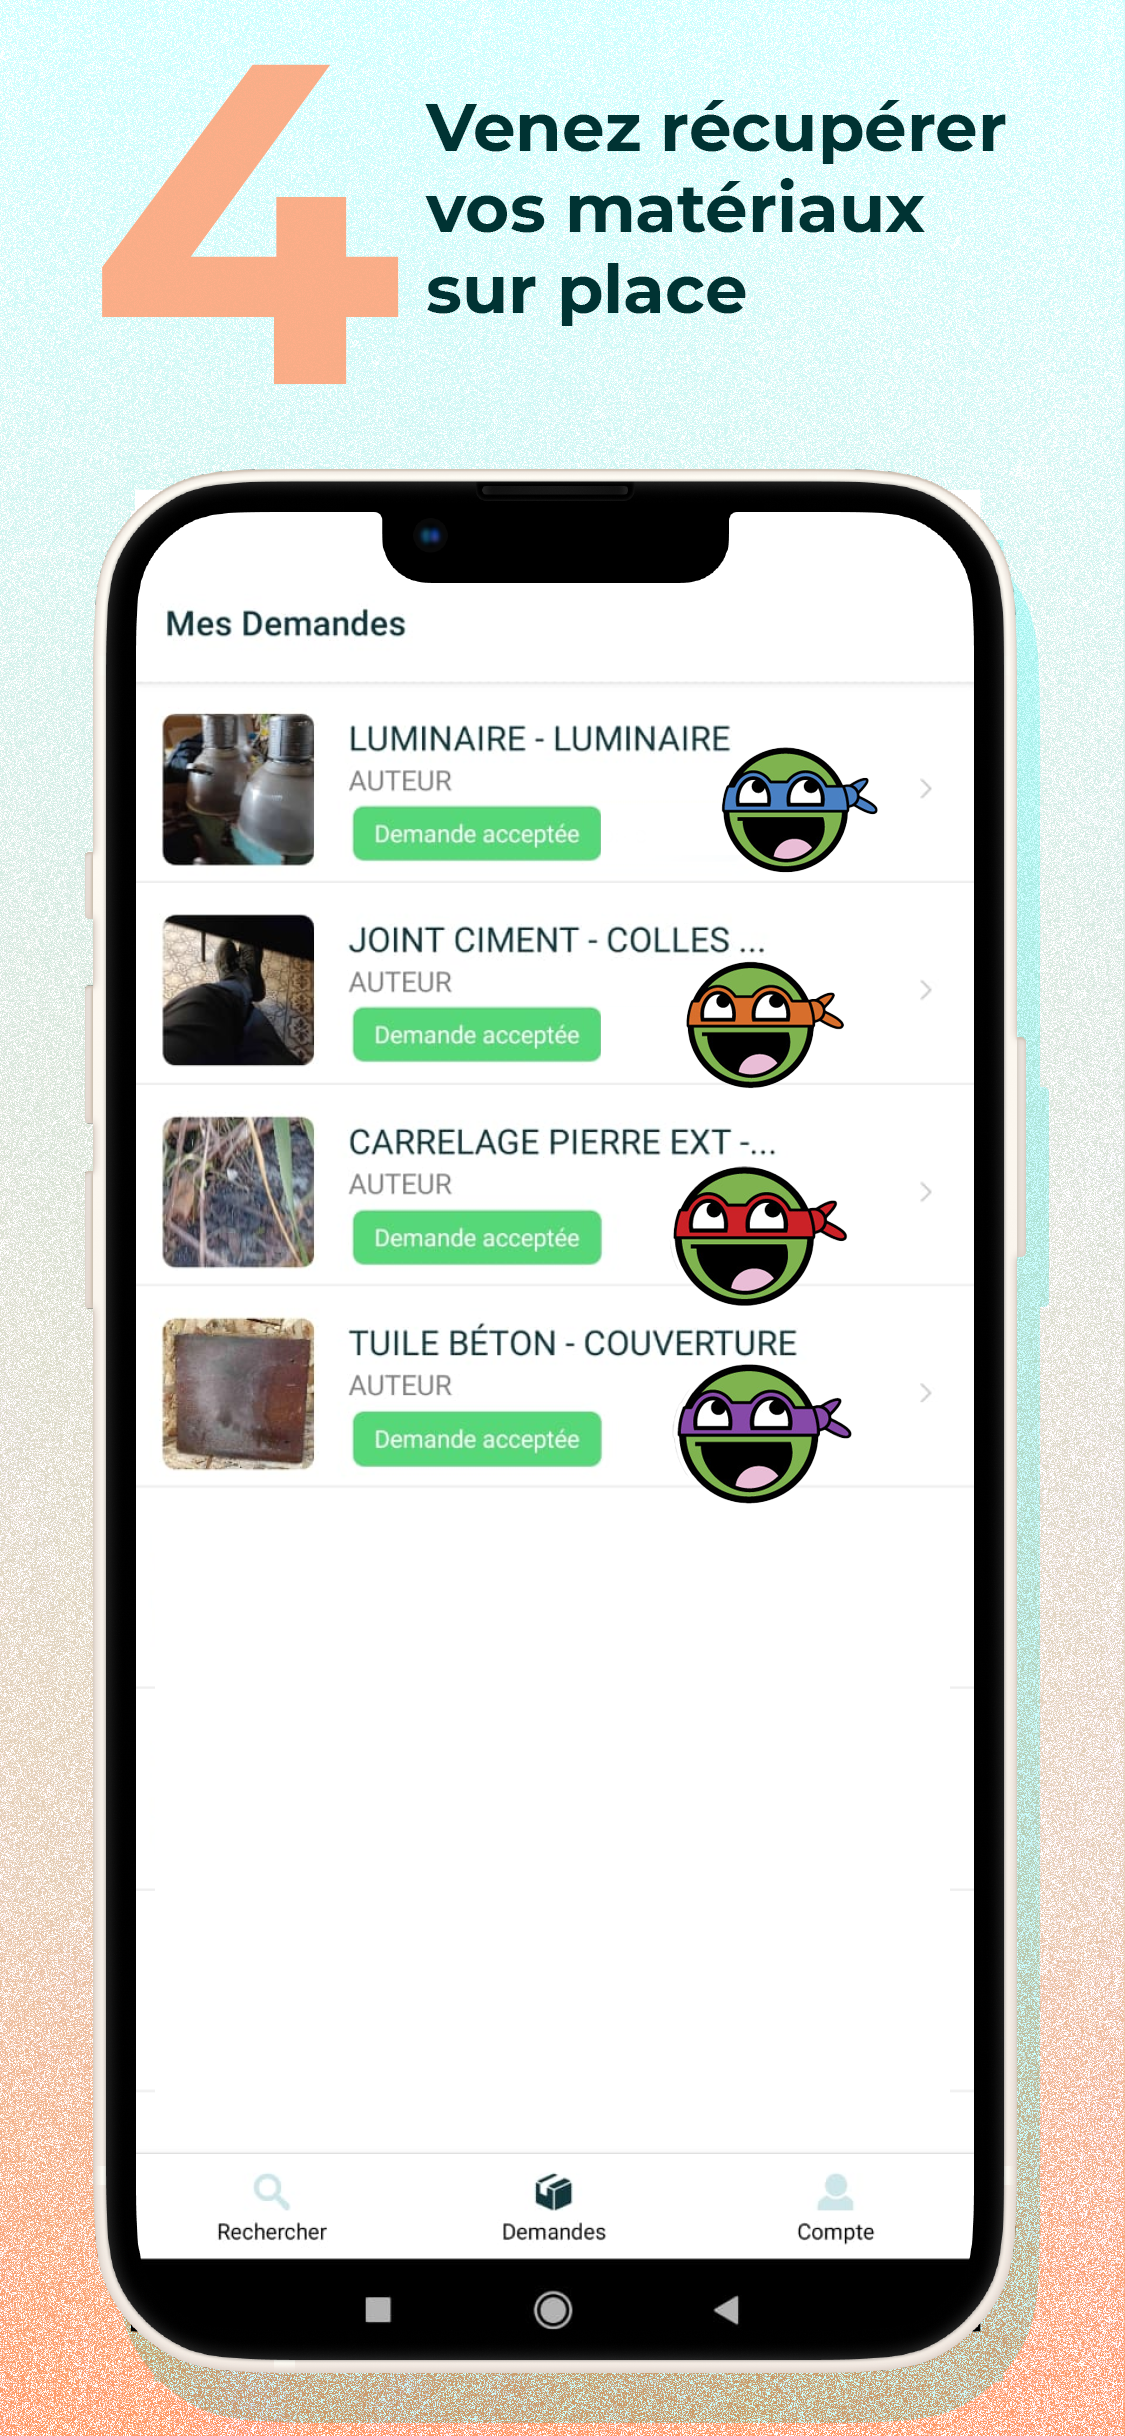 4
Venez récupérer
vos matériaux
sur place
Mes Demandes
LUMINAIRE - LUMINAIRE
AUTEUR
Demande acceptée
JOINT CIMENT - COLLES ...
AUTEUR
Demande acceptée
CARRELAGE PIERRE EXT -...
AUTEUR
Demande acceptée
TUILE BÉTON - COUVERTURE
AUTEUR
Demande acceptée
Rechercher
Demandes
Compte